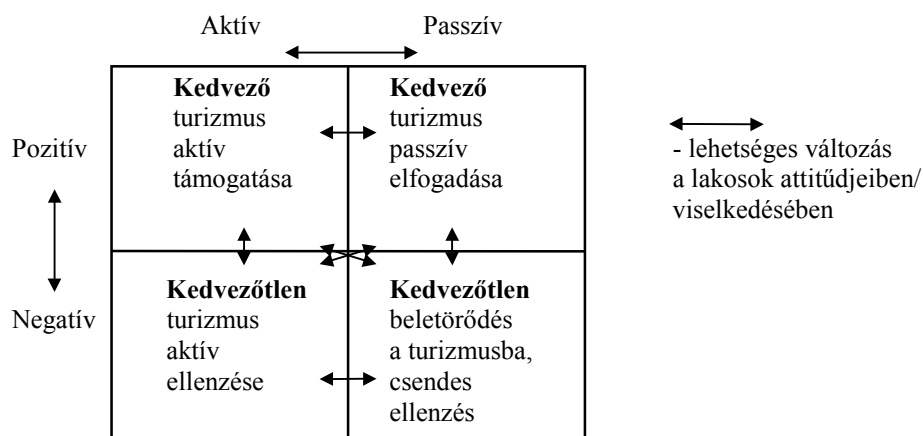 Aktív
Passzív
Pozitív
Negatív
Kedvező
turizmus
aktív
támogatása
Kedvező
turizmus
passzív
elfogadása
Kedvezőtlen
turizmus
aktív
ellenzése
Kedvezőtlen
beletörődés
a turizmusba,
csendes
ellenzés
- lehetséges változás
a lakosok attitűdjeiben/
viselkedésében